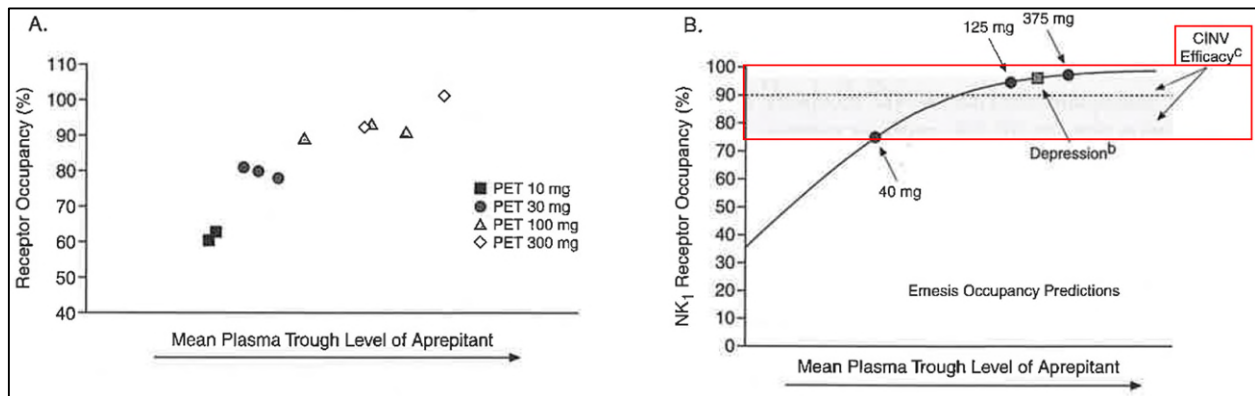 A.
Receptor Occupancy (%)
110
100
90
80
70
60
50
40
PET 10 mg
PET 30 mg
PET 100 mg
PET 300 mg
Mean Plasma Trough Level of Aprepitant
B.
125 mg
375 mg
CINV
Efficacyc
NK1 Receptor Occupancy (%)
100
90
80
70
60
50
40
30
20
10
0
Depressionb
40 mg
Emesis Occupancy Predictions
Mean Plasma Trough Level of Aprepitant